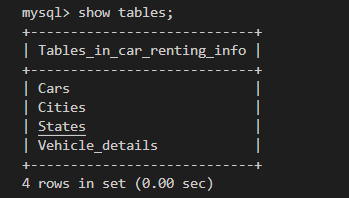 mysql> show tables;
+---------------------------+
| Tables_in_car_renting_info |
+---------------------------+
| Cars                       |
| Cities                     |
| States                     |
| Vehicle_details            |
+---------------------------+
4 rows in set (0.00 sec)